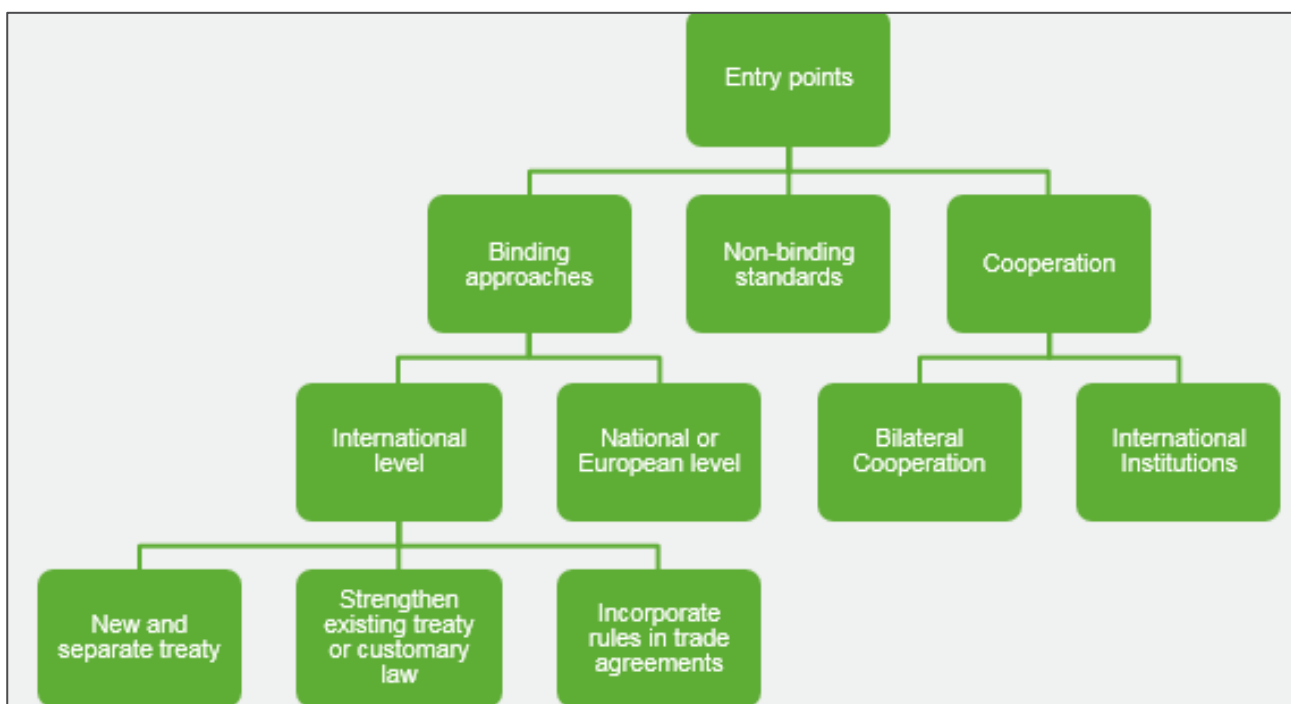 Entry points
Binding
approaches
Non-binding
standards
Cooperation
International
level
National or
European level
Bilateral
Cooperation
International
Institutions
New and
separate treaty
Strengthen
existing treaty
or customary
law
Incorporate
rules in trade
agreements